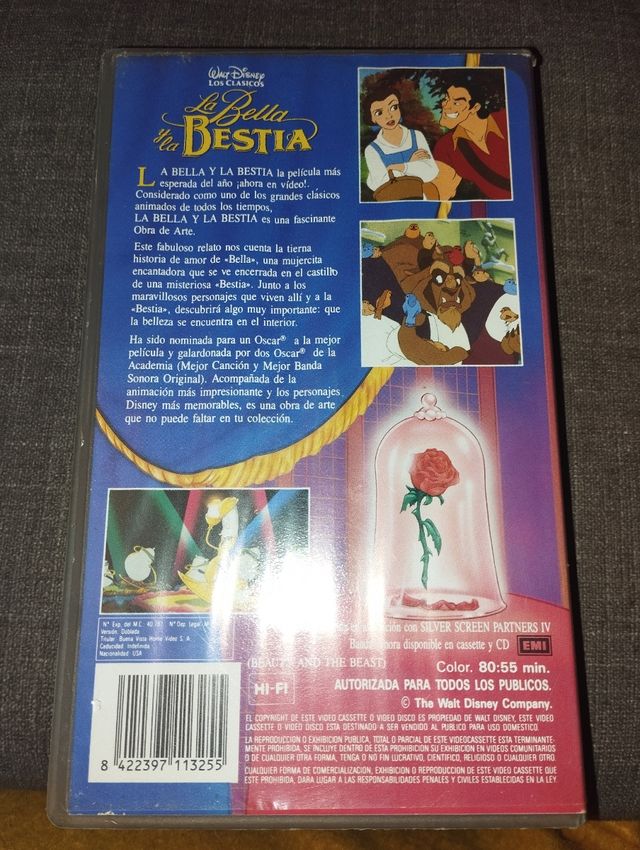 WALT DISNEY
LOS CLASICOS
La Bella
y la BESTIA
LA BELLA Y LA BESTIA la película más
esperada del año ¡ahora en vídeo!.
Considerado como uno de los grandes clásicos
animados de todos los tiempos,
LA BELLA Y LA BESTIA es una fascinante
Obra de Arte.
Este fabuloso relato nos cuenta la tierna
historia de amor de «Bella», una mujercita
encantadora que se ve encerrada en el castillo
de una misteriosa «Bestia». Junto a los
maravillosos personajes que viven allí y a la
«Bestia», descubrirá algo muy importante: que
la belleza se encuentra en el interior.
Ha sido nominada para un Oscar® a la mejor
película y galardonada por dos Oscar® de la
Academia (Mejor Canción y Mejor Banda
Sonora Original). Acompañada de la
animación más impresionante y los personajes
Disney más memorables, es una obra de arte
que no puede faltar en tu colección.
N° Exp. del M.C. 40.
N° Dep. Legal
Versión: Doblada
Titular: Buena Vista Home Video S. A.
Caducidad: Indefinida
Nacionalidad: USA
con SILVER SCREEN PARTNERS IV
disponible en cassette y CD EMI
(BEAUTY AND THE BEAST)
Color. 80:55 min.
HI-FI
AUTORIZADA PARA TODOS LOS PUBLICOS.
© The Walt Disney Company.
EL COPYRIGHT DE ESTE VIDEO CASSETTE O VIDEO DISCO ES PROPIEDAD DE WALT DISNEY, ESTE VIDEO
CASSETTE O VIDEO DISCO ESTA DESTINADO A SER VENDIDO AL PUBLICO PARA USO DOMESTICO.
LA REPRODUCCION O EXHIBICION PUBLICA, TOTAL O PARCIAL DE ESTE VIDEOCASSETTE ESTA TERMINANTE-
MENTE PROHIBIDA, SE INCLUYE DENTRO DE ESTA PROHIBICION SU EXHIBICION EN VIDEOS COMUNITARIOS
O DE CUALQUIER OTRA FORMA, TENGA O NO FIN LUCRATIVO, CIENTIFICO, RELIGIOSO O CUALQUIER OTRO.
CUALQUIER FORMA DE COMERCIALIZACION, EXHIBICION O REPRODUCCION DE ESTE VIDEO CASSETTE QUE
ESTE PROHIBIDA, DARA LUGAR A LAS RESPONSABILIDADES PENALES Y CIVILES ESTABLECIDAS EN LA LEY.
8 422397 113255